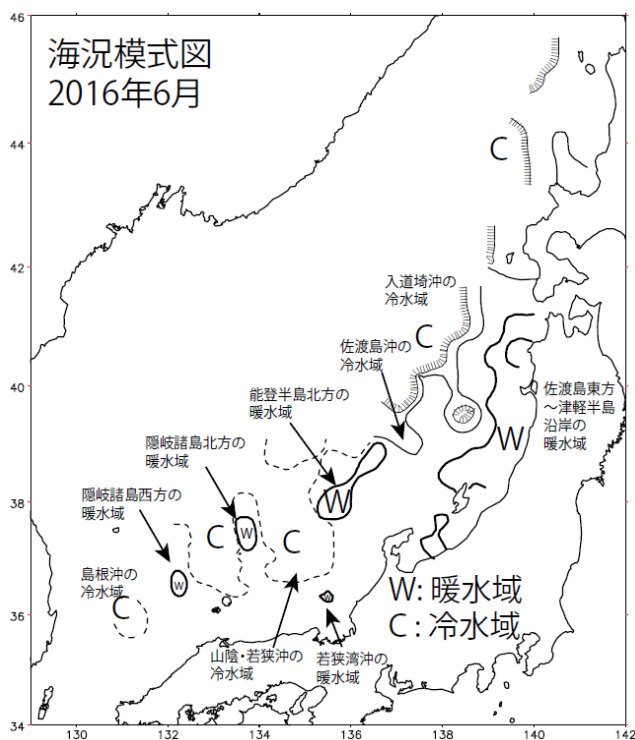 海況模式図
2016年6月
46
44
42
40
38
36
34
C
入道埼沖の
冷水域
C
佐渡島沖の
冷水域
佐渡島東方
～津軽半島
沿岸の
暖水域
W
能登半島北方の
暖水域
W
隠岐諸島北方の
暖水域
W
C
C
隠岐諸島西方の
暖水域
W
島根沖の
冷水域
C
W
W: 暖水域
C : 冷水域
山陰・若狭沖の
冷水域
若狭湾沖の
暖水域
130
132
134
136
138
140
142